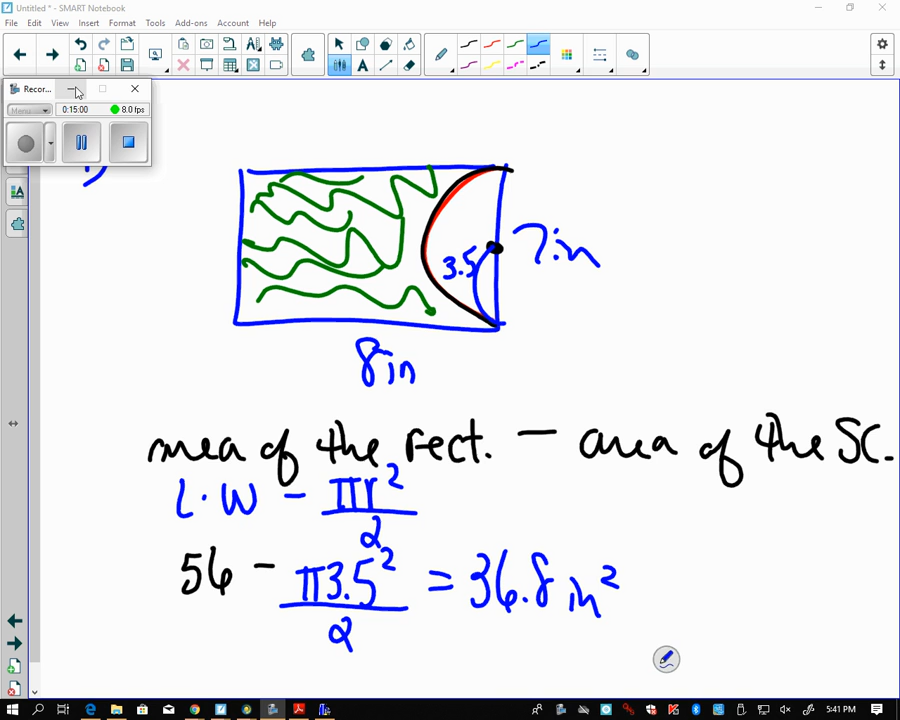 Untitled * - SMART Notebook
File Edit View Insert Format Tools Add-ons Account Help
Recor...
Menu 0:15:00 8.0 fps
1)
3.5 7in
8in
area of the rect. – area of the SC.
l·w – πr²/2
56 – π3.5²/2 = 36.8 in²
5:41 PM